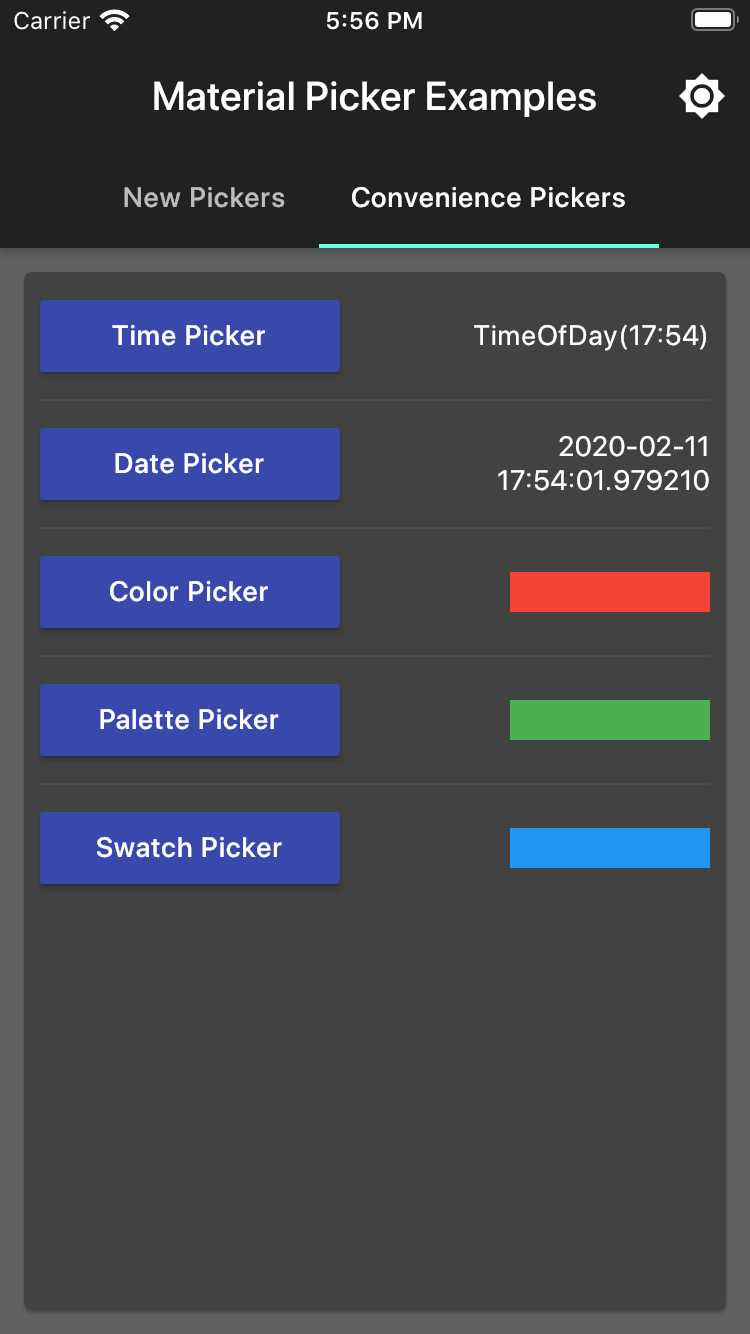 Carrier 5:56 PM
Material Picker Examples
New Pickers Convenience Pickers
Time Picker TimeOfDay(17:54)
Date Picker 2020-02-11
17:54:01.979210
Color Picker
Palette Picker
Swatch Picker